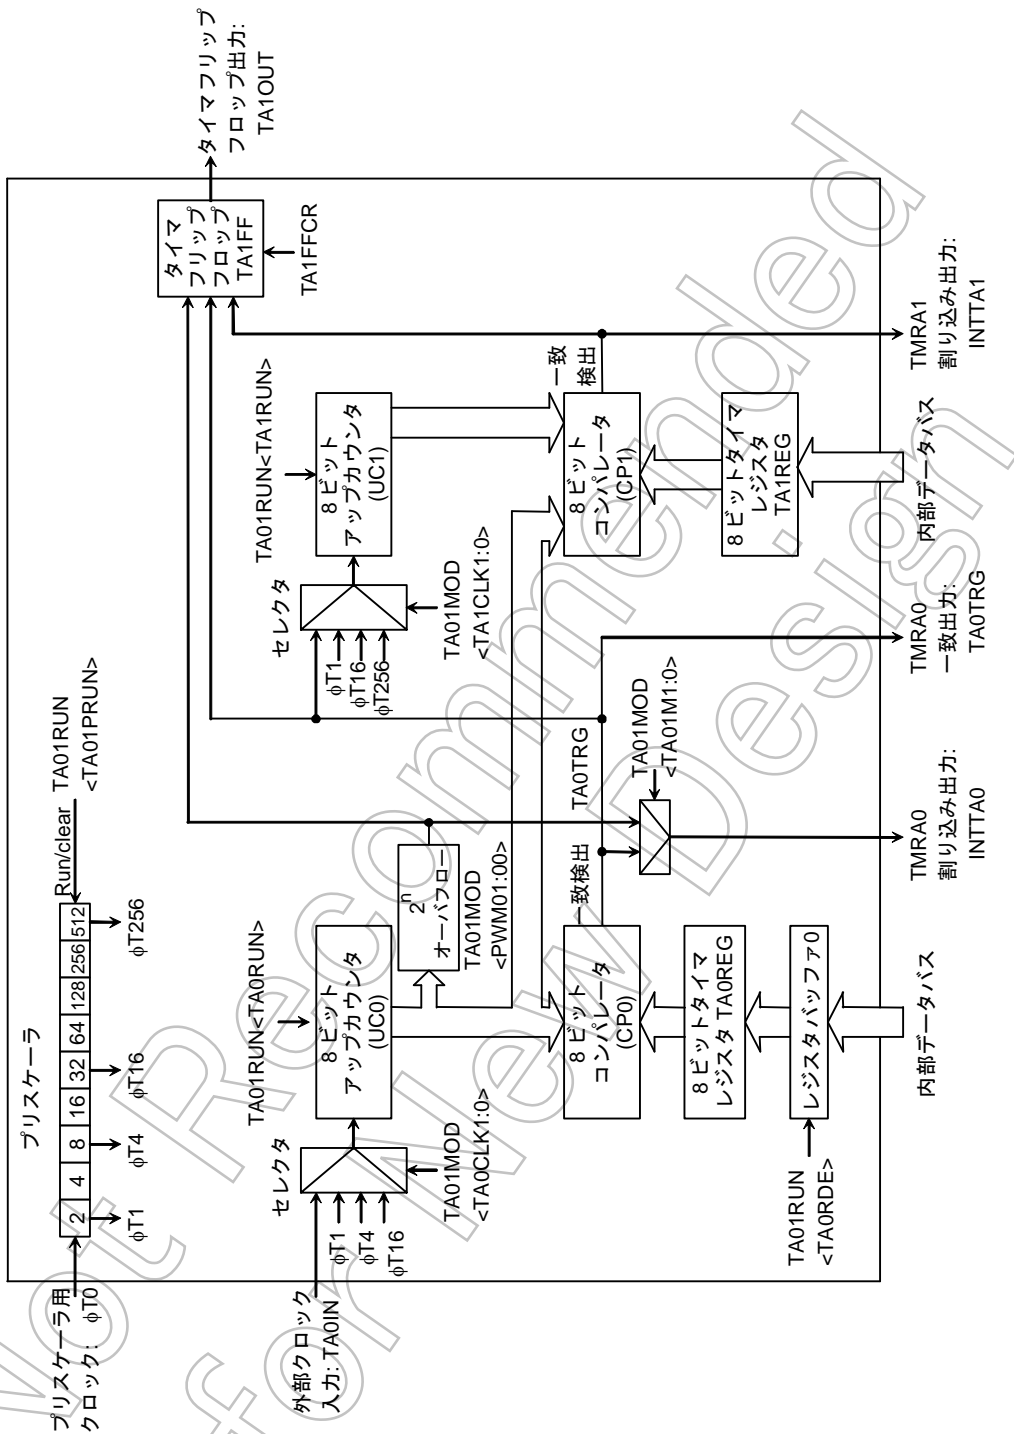 プリスケーラ
プリスケーラ用
クロック: φT0
2 4 8 16 32 64 128 256 512
Run/clear
TA01RUN
<TA01PRUN>
φT1
φT4
φT16
φT256
外部クロック
入力: TA0IN
φT1
φT4
φT16
セレクタ
TA01MOD
<TA0CLK1:0>
TA01RUN<TA0RUN>
8 ビット
アップカウンタ
(UC0)
2n
オーバフロー
TA01MOD
<PWM01:00>
8 ビット
コンパレータ
(CP0)
一致検出
8 ビットタイマ
レジスタ TA0REG
レジスタバッファ0
TA01RUN
<TA0RDE>
内部データバス
TA0TRG
TA01MOD
<TA01M1:0>
TMRA0
割り込み出力:
INTTA0
TMRA0
一致出力:
TA0TRG
セレクタ
φT1
φT16
φT256
TA01MOD
<TA1CLK1:0>
TA01RUN<TA1RUN>
8 ビット
アップカウンタ
(UC1)
8 ビット
コンパレータ
(CP1)
一致
検出
8 ビットタイマ
レジスタ
TA1REG
内部データバス
タイマ
フリップ
フロップ
TA1FF
TA1FFCR
タイマフリップ
フロップ出力:
TA1OUT
TMRA1
割り込み出力:
INTTA1
Not Recommended
for New Design